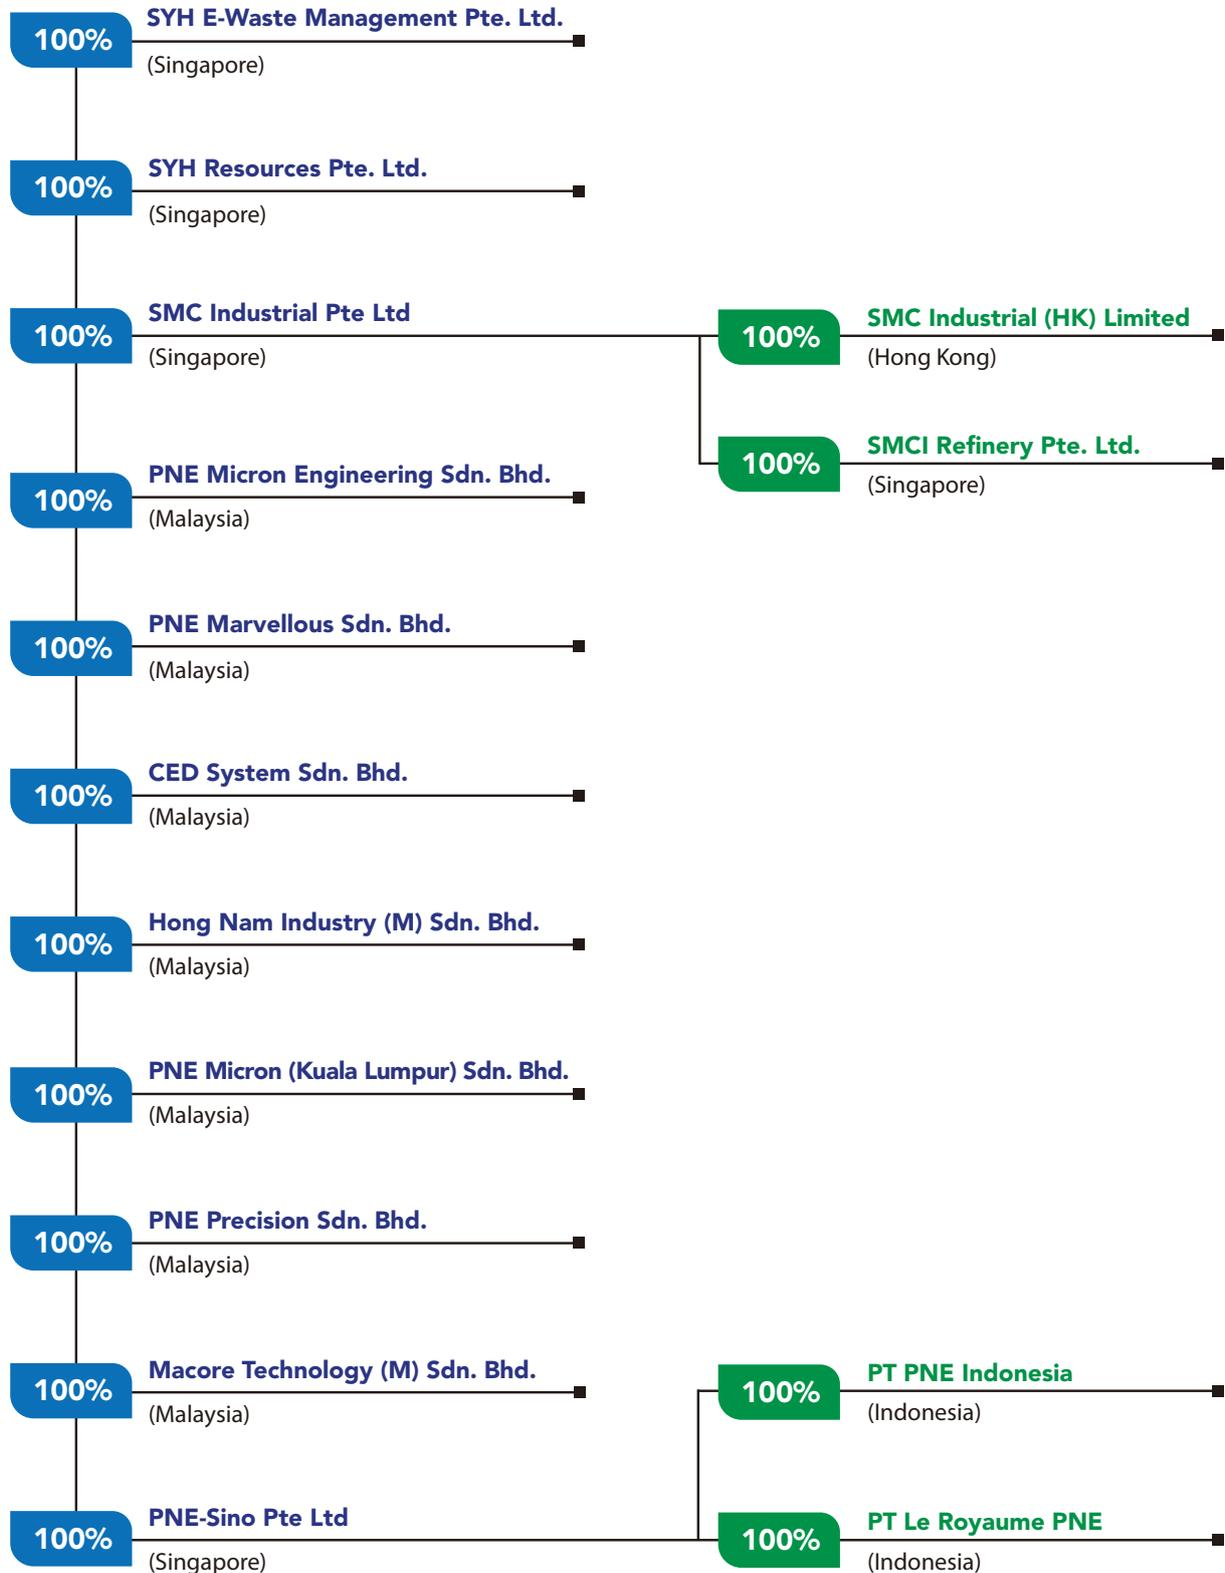 100%
SYH E-Waste Management Pte. Ltd.
(Singapore)
100%
SYH Resources Pte. Ltd.
(Singapore)
100%
SMC Industrial Pte Ltd
(Singapore)
100%
SMC Industrial (HK) Limited
(Hong Kong)
100%
SMCI Refinery Pte. Ltd.
(Singapore)
100%
PNE Micron Engineering Sdn. Bhd.
(Malaysia)
100%
PNE Marvellous Sdn. Bhd.
(Malaysia)
100%
CED System Sdn. Bhd.
(Malaysia)
100%
Hong Nam Industry (M) Sdn. Bhd.
(Malaysia)
100%
PNE Micron (Kuala Lumpur) Sdn. Bhd.
(Malaysia)
100%
PNE Precision Sdn. Bhd.
(Malaysia)
100%
Macore Technology (M) Sdn. Bhd.
(Malaysia)
100%
PNE-Sino Pte Ltd
(Singapore)
100%
PT PNE Indonesia
(Indonesia)
100%
PT Le Royaume PNE
(Indonesia)